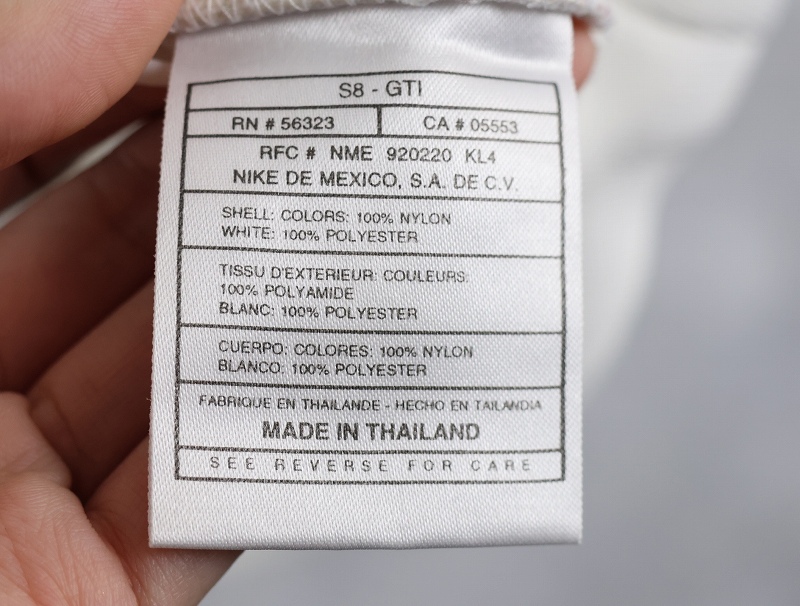 S8 - GTI
RN # 56323 CA # 05553
RFC # NME 920220 KL4
NIKE DE MEXICO, S.A. DE C.V.
SHELL: COLORS: 100% NYLON
WHITE: 100% POLYESTER
TISSU D'EXTERIEUR: COULEURS:
100% POLYAMIDE
BLANC: 100% POLYESTER
CUERPO: COLORES: 100% NYLON
BLANCO: 100% POLYESTER
FABRIQUE EN THAILANDE - HECHO EN TAILANDIA
MADE IN THAILAND
SEE REVERSE FOR CARE